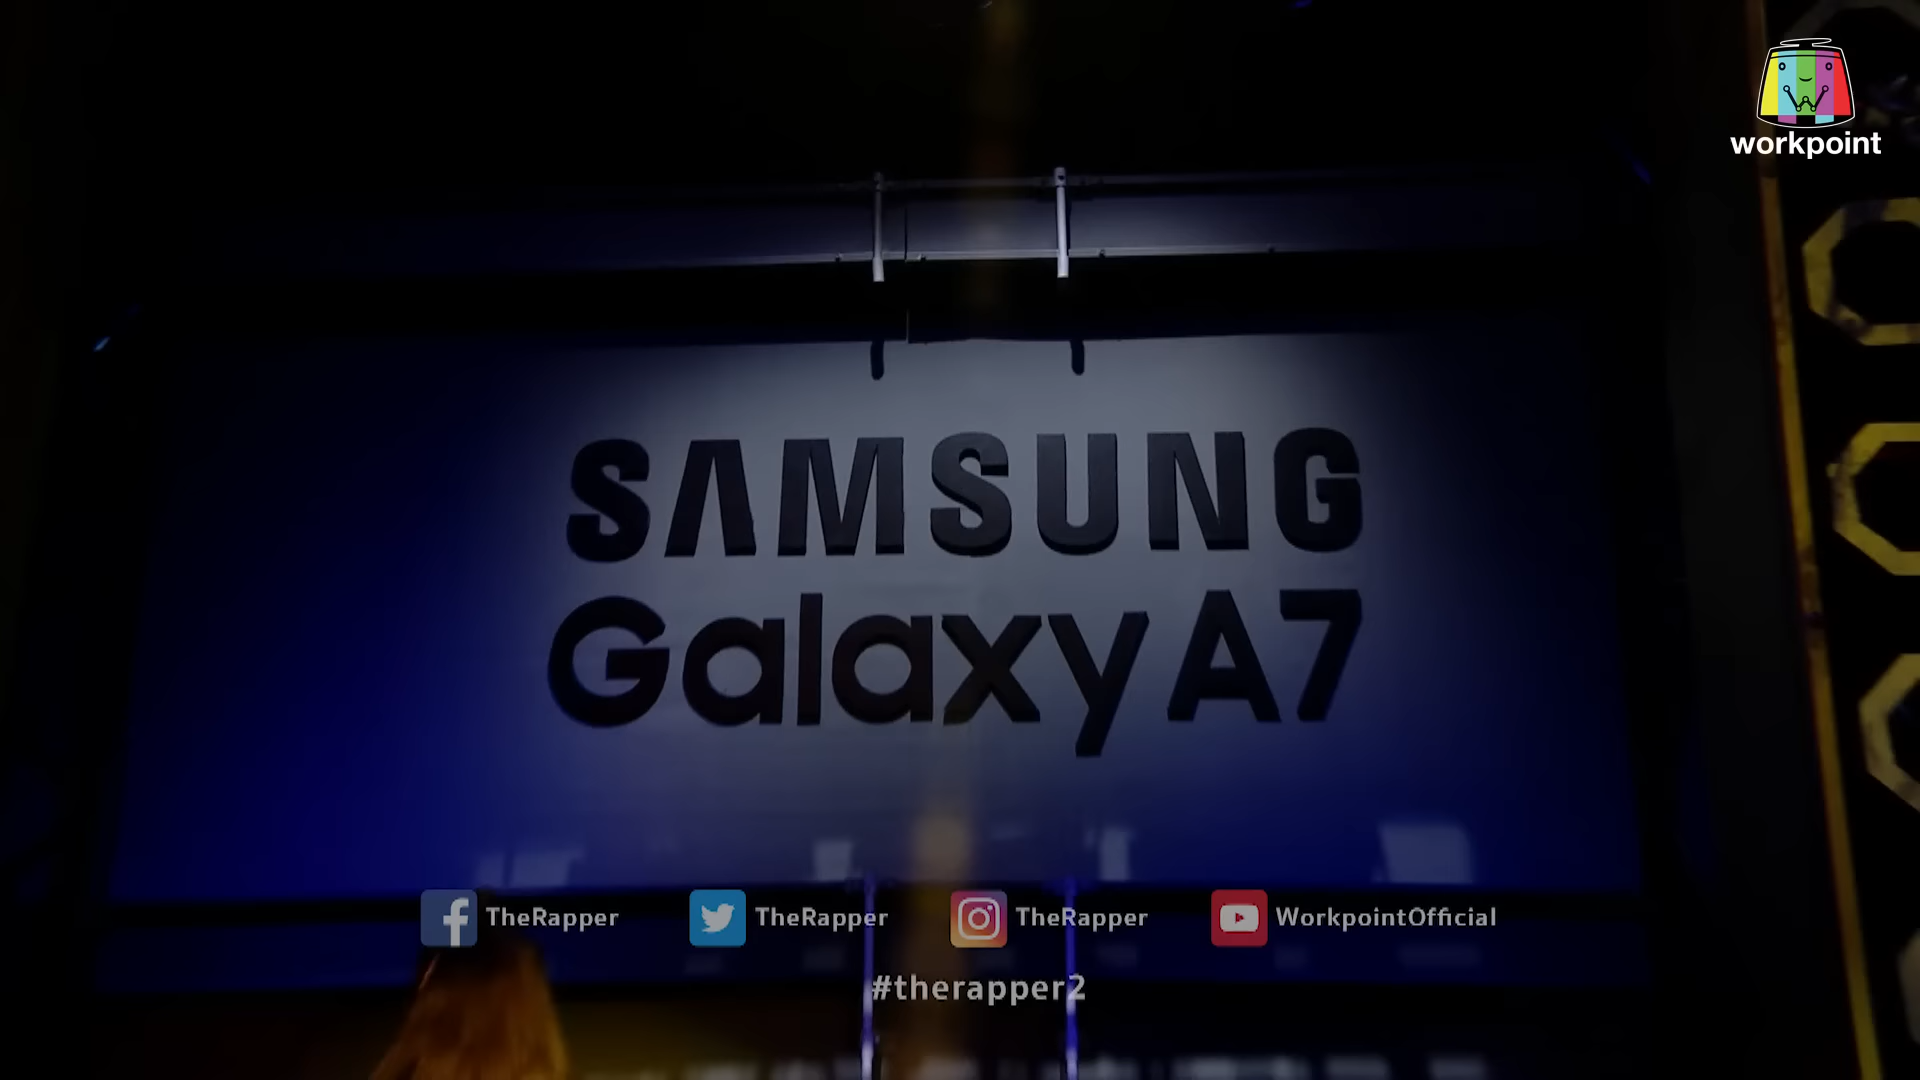 workpoint
SAMSUNG
Galaxy A7
TheRapper TheRapper TheRapper WorkpointOfficial
#therapper2